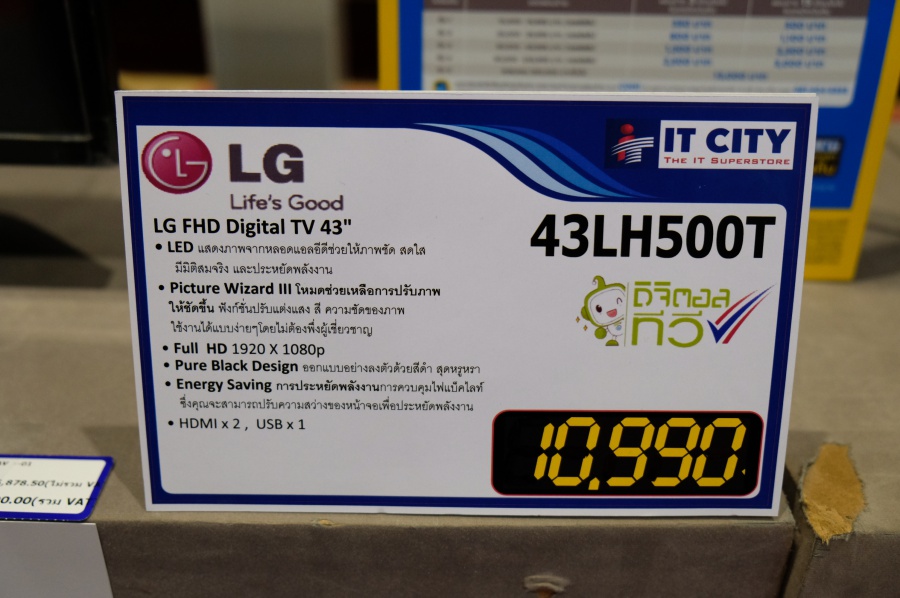 LG
Life's Good
IT CITY
THE IT SUPERSTORE
LG FHD Digital TV 43"
43LH500T
• LED แสดงภาพจากหลอดแอลอีดีช่วยให้ภาพชัด สดใส
มีมิติสมจริง และประหยัดพลังงาน
• Picture Wizard III โหมดช่วยเหลือการปรับภาพ
ให้ชัดขึ้น ฟังก์ชั่นปรับแต่งแสง สี ความชัดของภาพ
ใช้งานได้แบบง่ายๆโดยไม่ต้องพึ่งผู้เชี่ยวชาญ
• Full HD 1920 X 1080p
• Pure Black Design ออกแบบอย่างลงตัวด้วยสีดำ สุดหรูหรา
• Energy Saving การประหยัดพลังงานการควบคุมไฟแบ็คไลท์
ซึ่งคุณจะสามารถปรับความสว่างของหน้าจอเพื่อประหยัดพลังงาน
• HDMI x 2 , USB x 1
ดิจิตอล
ทีวี
10,990.
,878.50(ไม่รวม V
0.00(รวม VAT